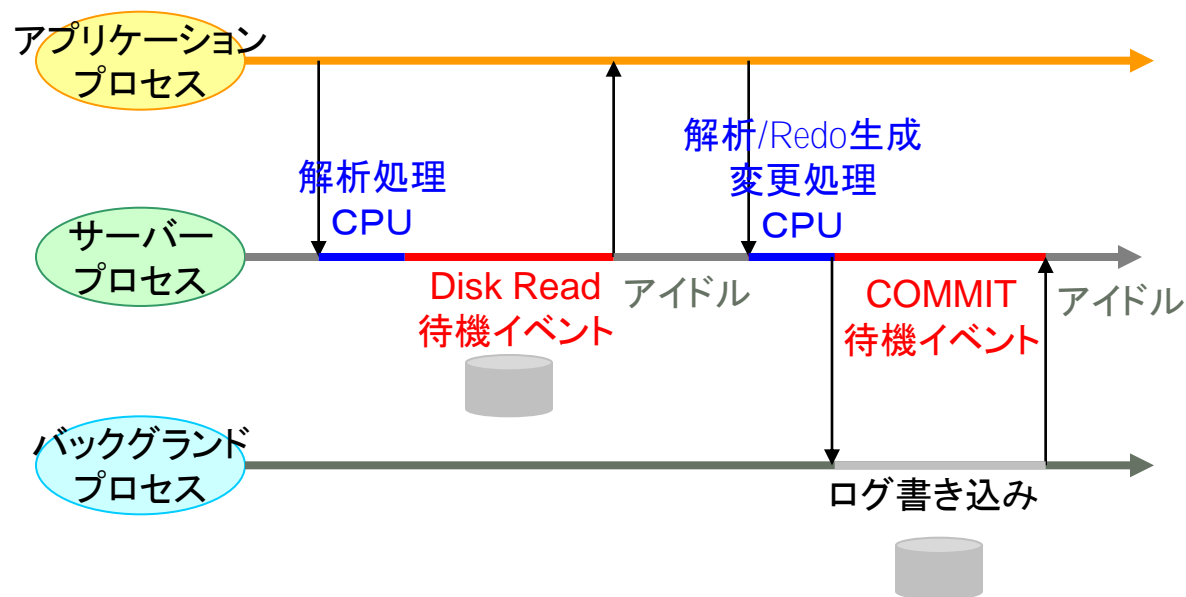 アプリケーション
プロセス
解析処理
CPU
解析/Redo生成
変更処理
CPU
サーバー
プロセス
Disk Read
待機イベント
アイドル
COMMIT
待機イベント
アイドル
バックグランド
プロセス
ログ書き込み